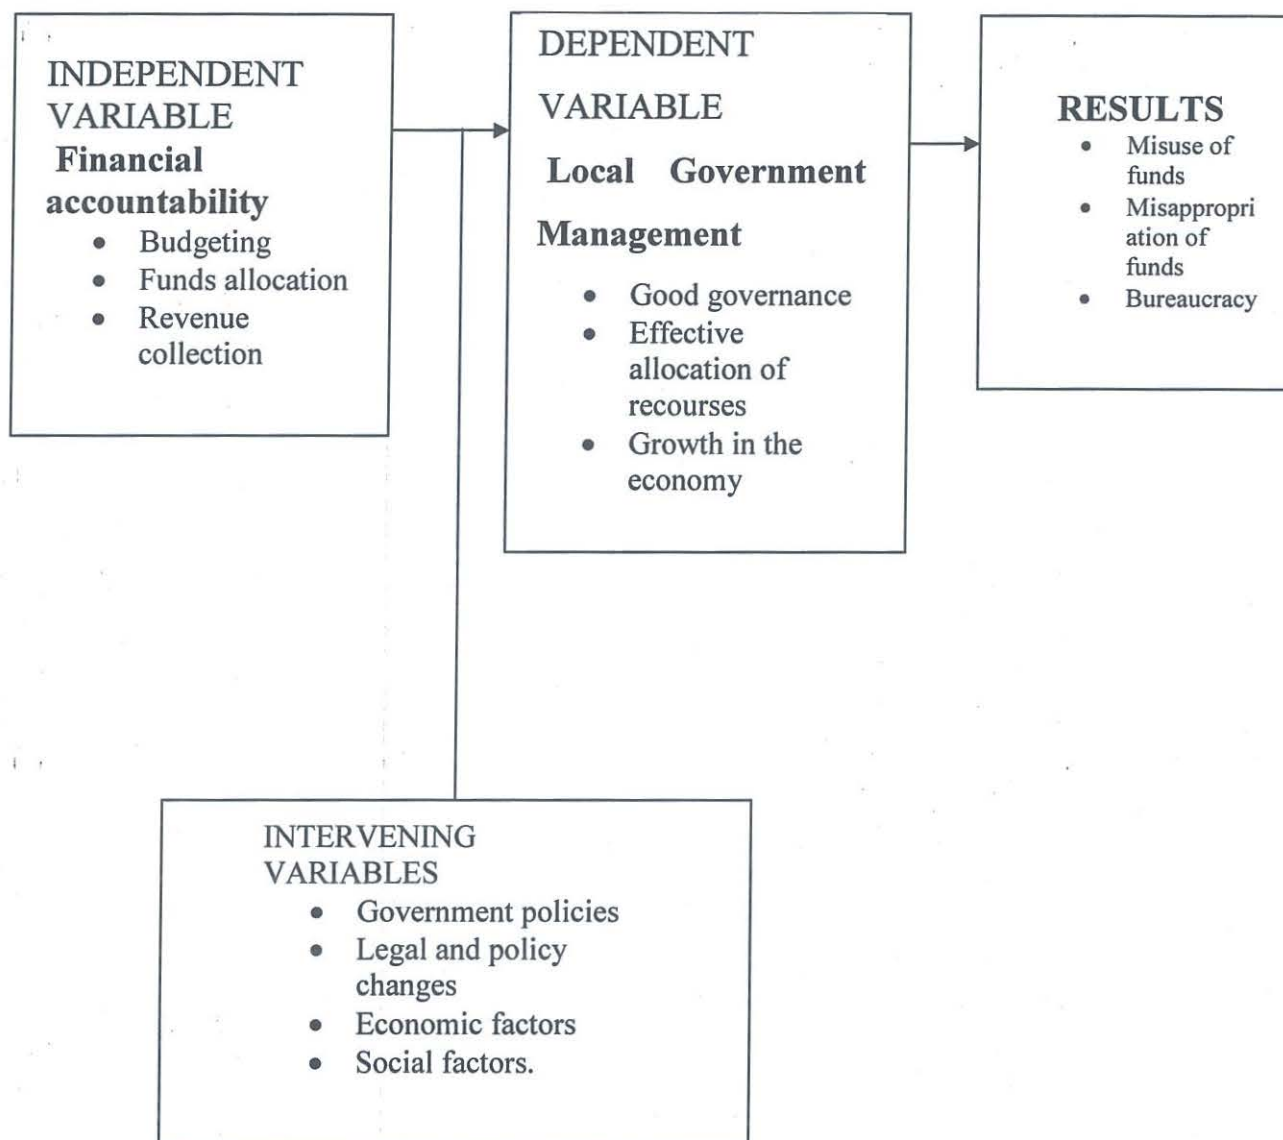 INDEPENDENT
VARIABLE
Financial
accountability
• Budgeting
• Funds allocation
• Revenue
collection
DEPENDENT
VARIABLE
Local Government
Management
• Good governance
• Effective
allocation of
recourses
• Growth in the
economy
RESULTS
• Misuse of
funds
• Misappropri
ation of
funds
• Bureaucracy
INTERVENING
VARIABLES
• Government policies
• Legal and policy
changes
• Economic factors
• Social factors.